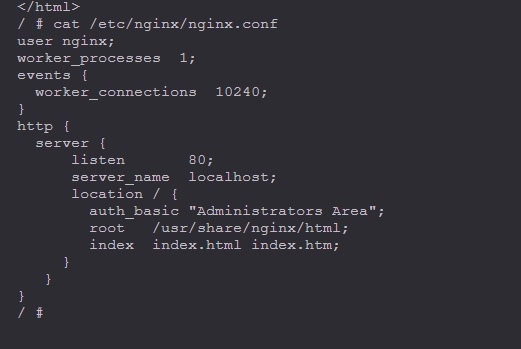 </html>
/ # cat /etc/nginx/nginx.conf
user nginx;
worker_processes  1;
events {
  worker_connections  10240;
}
http {
  server {
      listen       80;
      server_name  localhost;
      location / {
        auth_basic "Administrators Area";
        root   /usr/share/nginx/html;
        index  index.html index.htm;
     }
   }
}
/ #